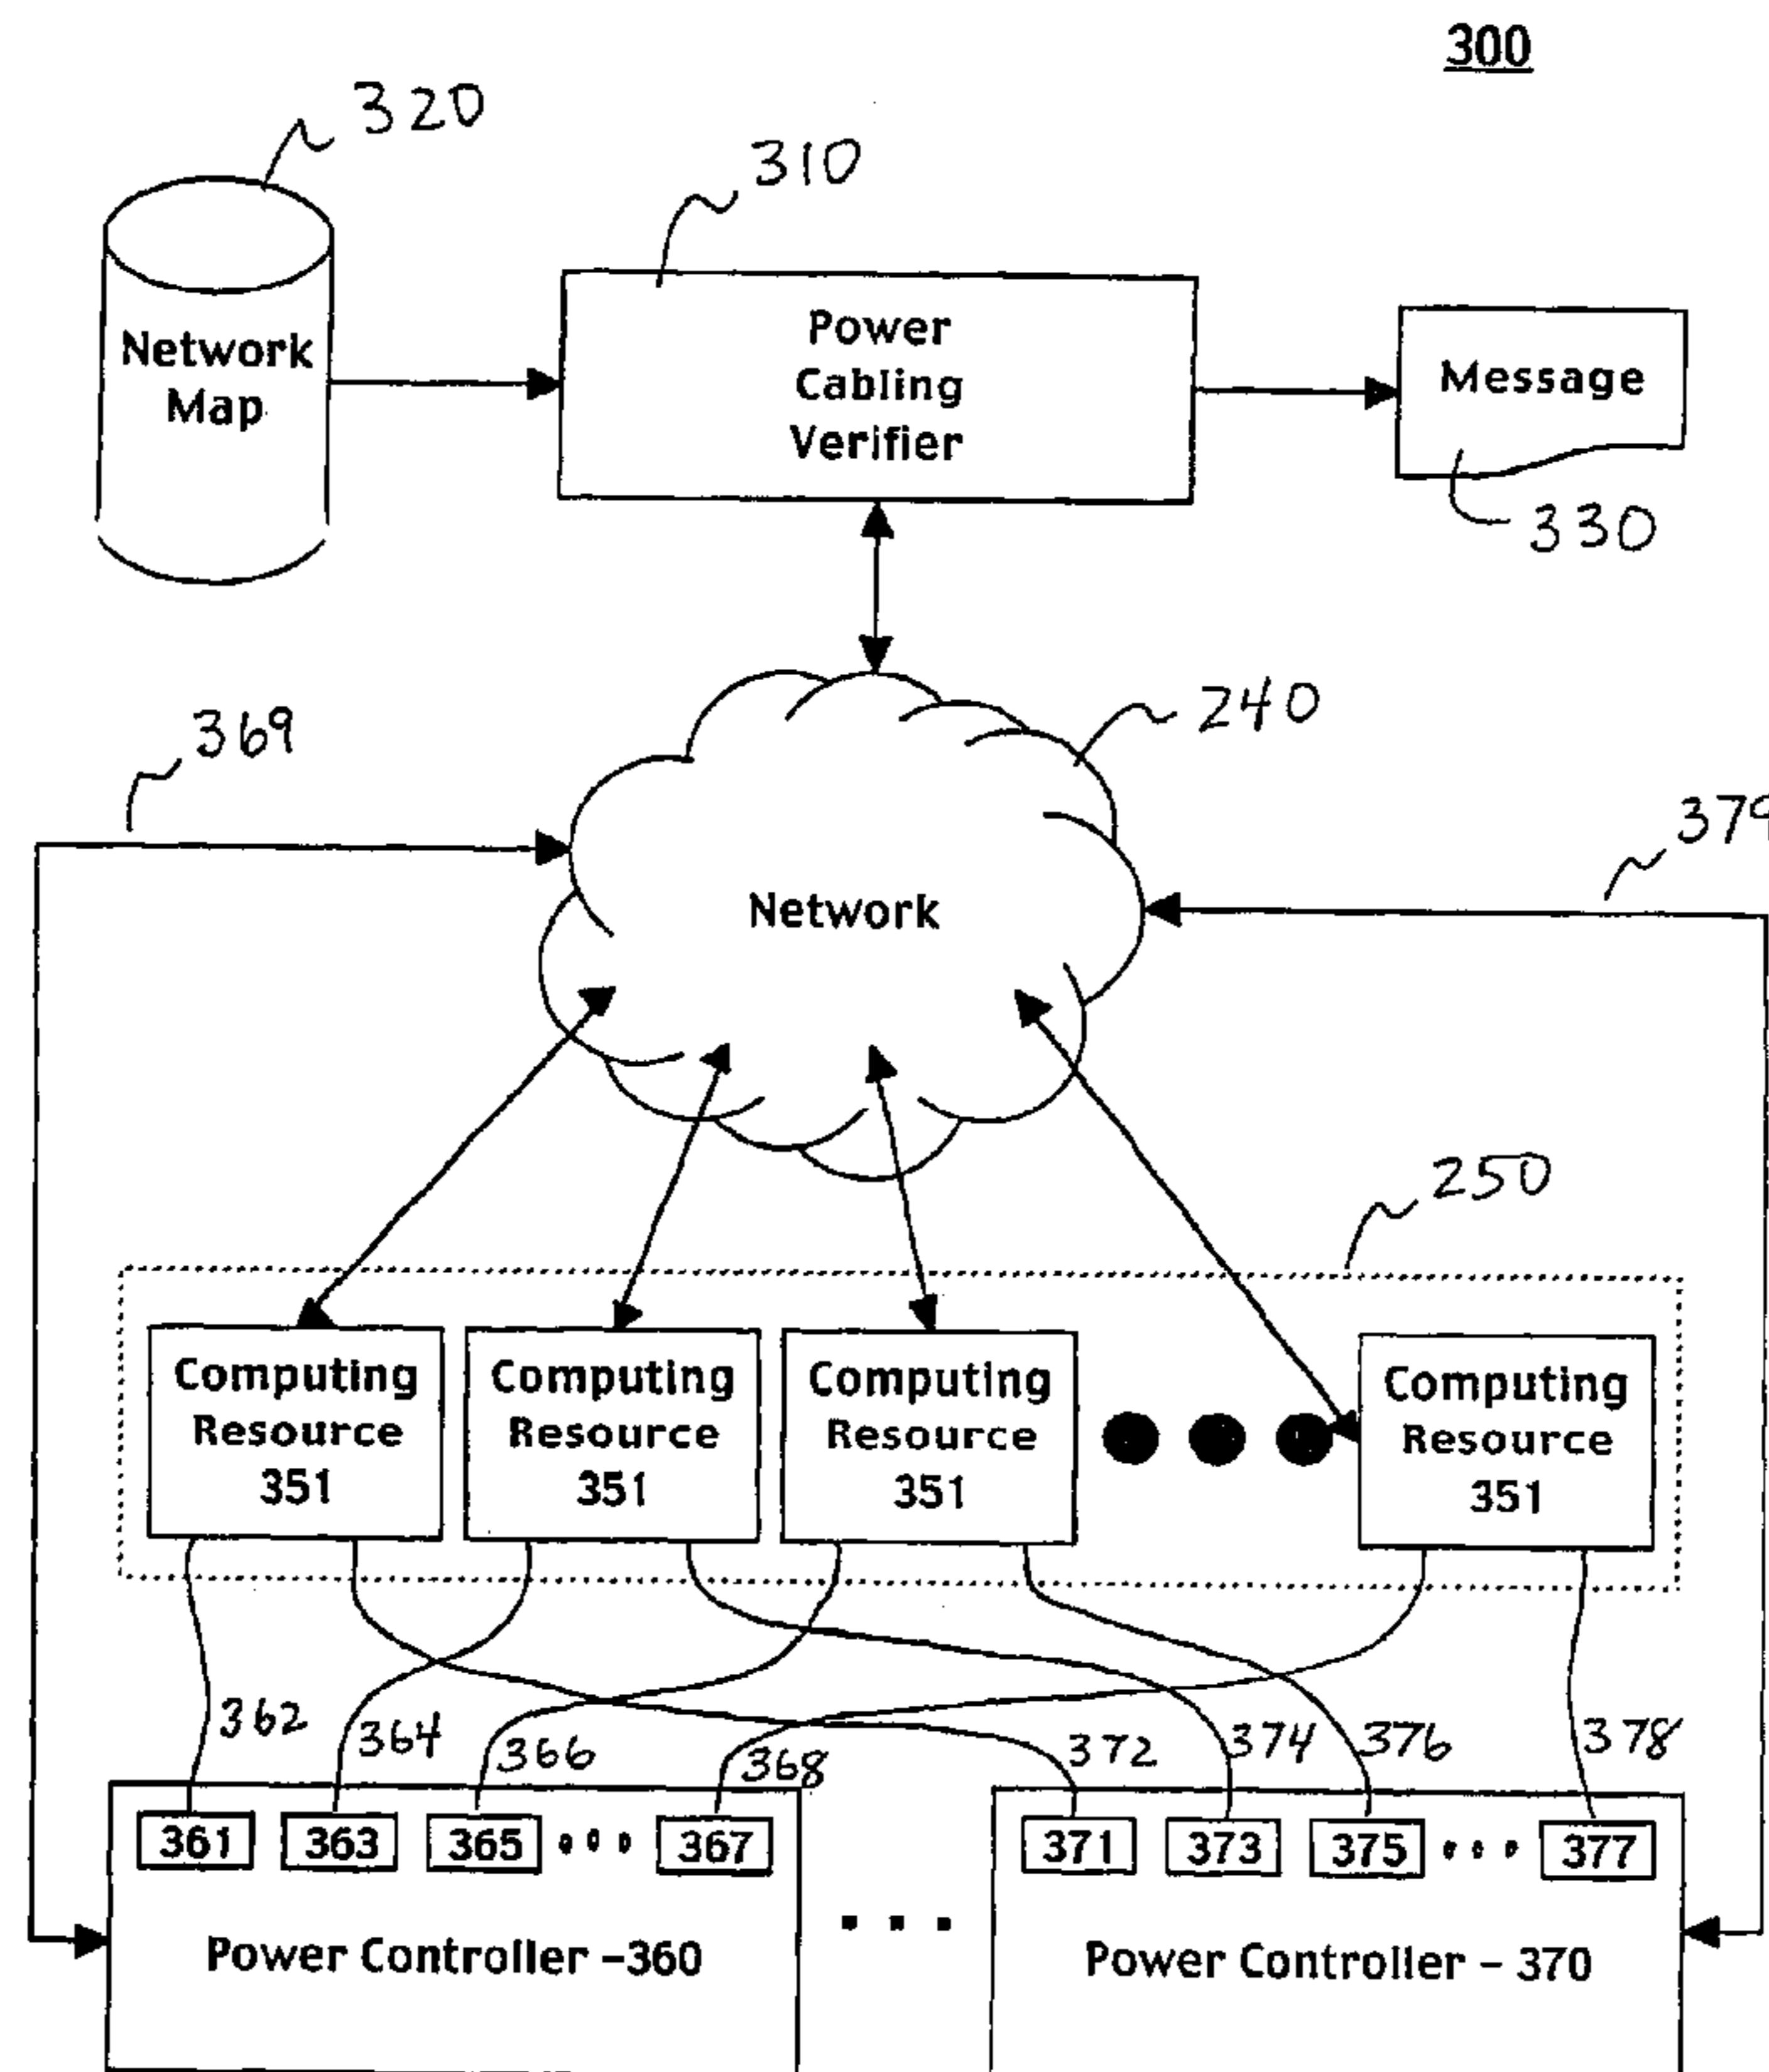 300
320
310
Network
Map
Power
Cabling
Verifier
Message
330
369
240
379
Network
250
Computing
Resource
351
Computing
Resource
351
Computing
Resource
351
Computing
Resource
351
362
364
366
368
372
374
376
378
361
363
365
367
371
373
375
377
Power Controller -360
Power Controller - 370